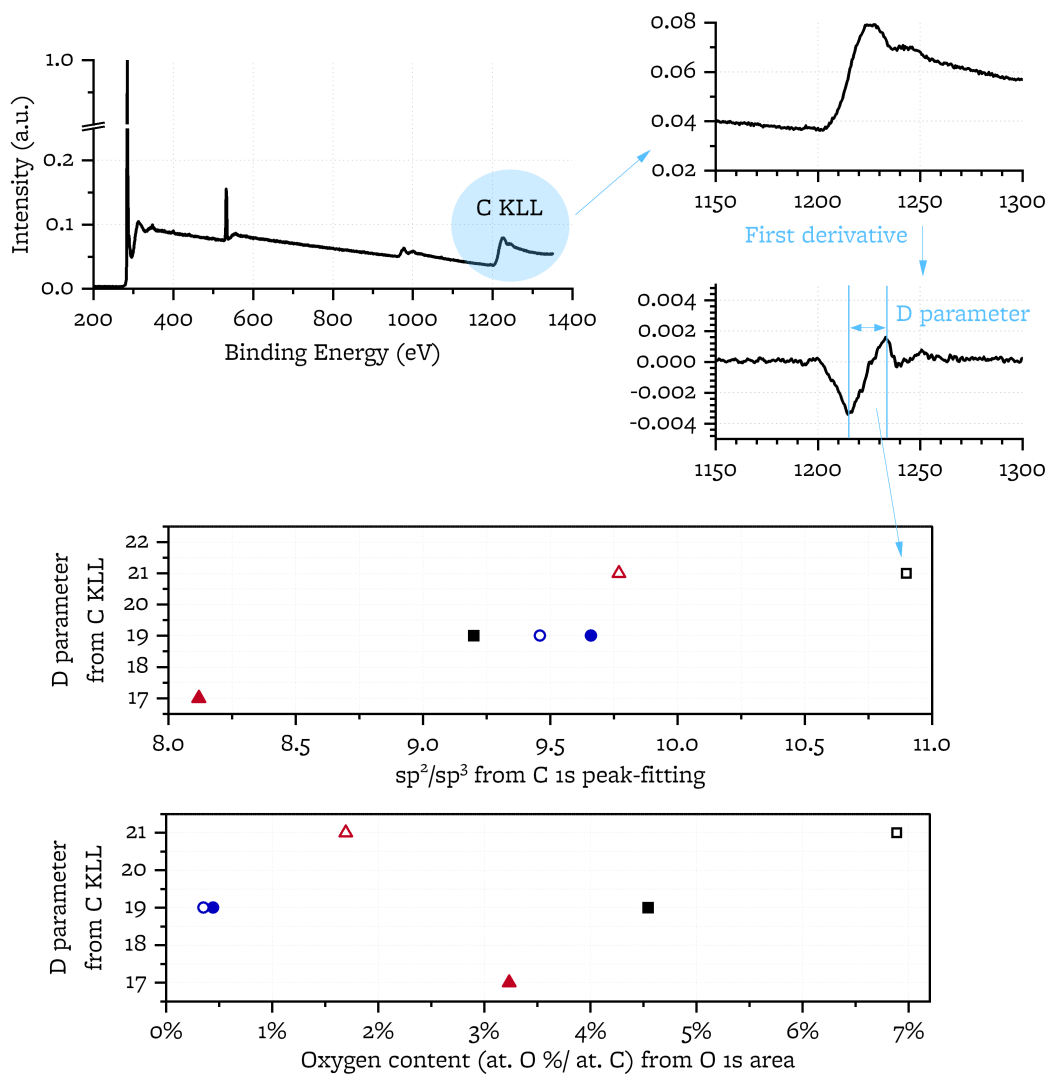 1.0
0.2
0.1
0.0
Intensity (a.u.)
C KLL
200 400 600 800 1000 1200 1400
Binding Energy (eV)
0.08
0.06
0.04
0.02
1150 1200 1250 1300
First derivative
0.004
0.002
0.000
-0.002
-0.004
D parameter
1150 1200 1250 1300
D parameter
from C KLL
22
21
20
19
18
17
8.0 8.5 9.0 9.5 10.0 10.5 11.0
sp²/sp³ from C 1s peak-fitting
D parameter
from C KLL
21
20
19
18
17
0% 1% 2% 3% 4% 5% 6% 7%
Oxygen content (at. O %/ at. C) from O 1s area